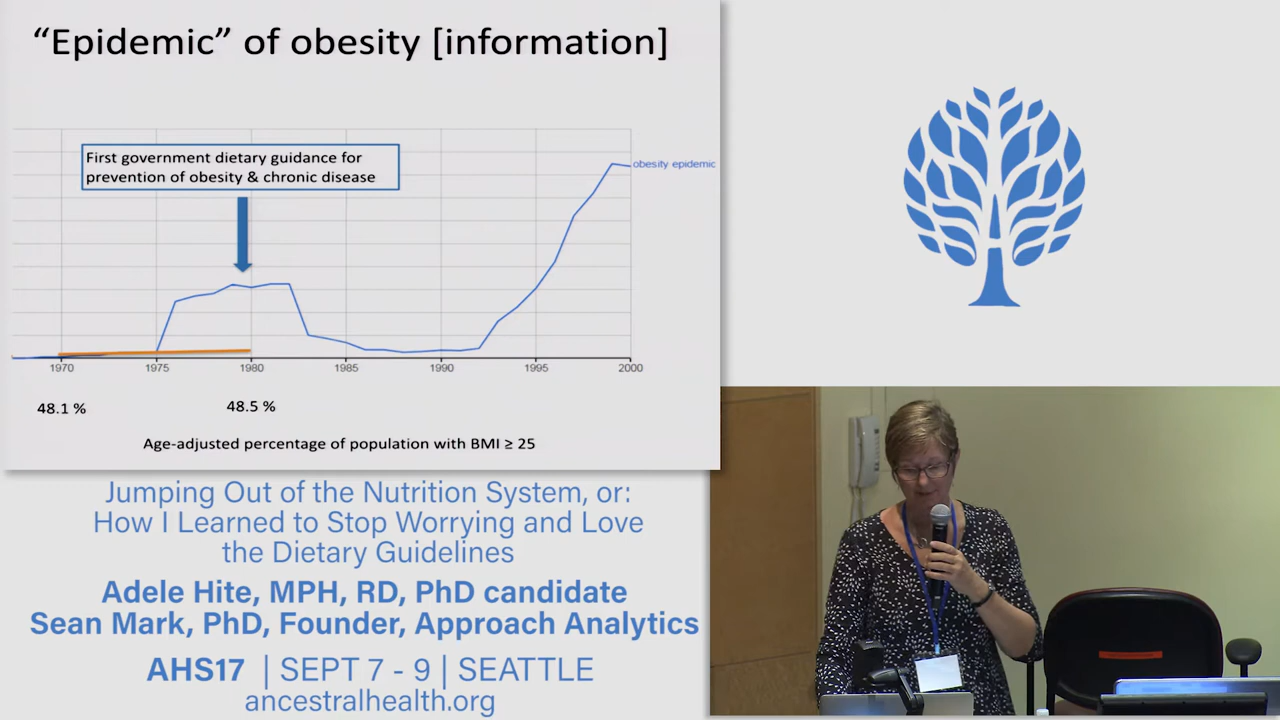 “Epidemic” of obesity [information]
First government dietary guidance for
prevention of obesity & chronic disease
obesity epidemic
1970 1975 1980 1985 1990 1995 2000
48.1 % 48.5 %
Age-adjusted percentage of population with BMI ≥ 25
Jumping Out of the Nutrition System, or:
How I Learned to Stop Worrying and Love
the Dietary Guidelines
Adele Hite, MPH, RD, PhD candidate
Sean Mark, PhD, Founder, Approach Analytics
AHS17 | SEPT 7 - 9 | SEATTLE
ancestralhealth.org